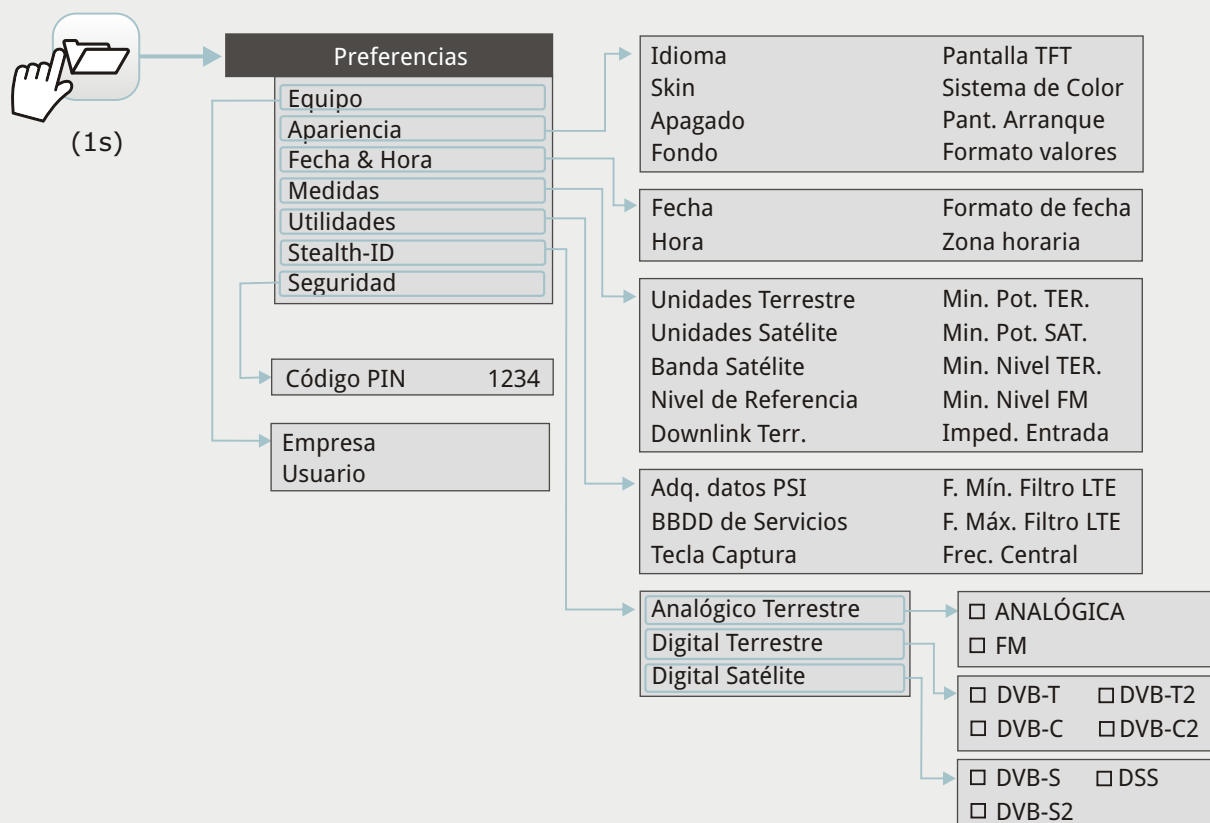 (1s)
Preferencias
Equipo
Apariencia
Fecha & Hora
Medidas
Utilidades
Stealth-ID
Seguridad
Código PIN 1234
Empresa
Usuario
Idioma Pantalla TFT
Skin Sistema de Color
Apagado Pant. Arranque
Fondo Formato valores
Fecha Formato de fecha
Hora Zona horaria
Unidades Terrestre Min. Pot. TER.
Unidades Satélite Min. Pot. SAT.
Banda Satélite Min. Nivel TER.
Nivel de Referencia Min. Nivel FM
Downlink Terr. Imped. Entrada
Adq. datos PSI F. Mín. Filtro LTE
BBDD de Servicios F. Máx. Filtro LTE
Tecla Captura Frec. Central
Analógico Terrestre
Digital Terrestre
Digital Satélite
ANALÓGICA
FM
DVB-T DVB-T2
DVB-C DVB-C2
DVB-S DSS
DVB-S2